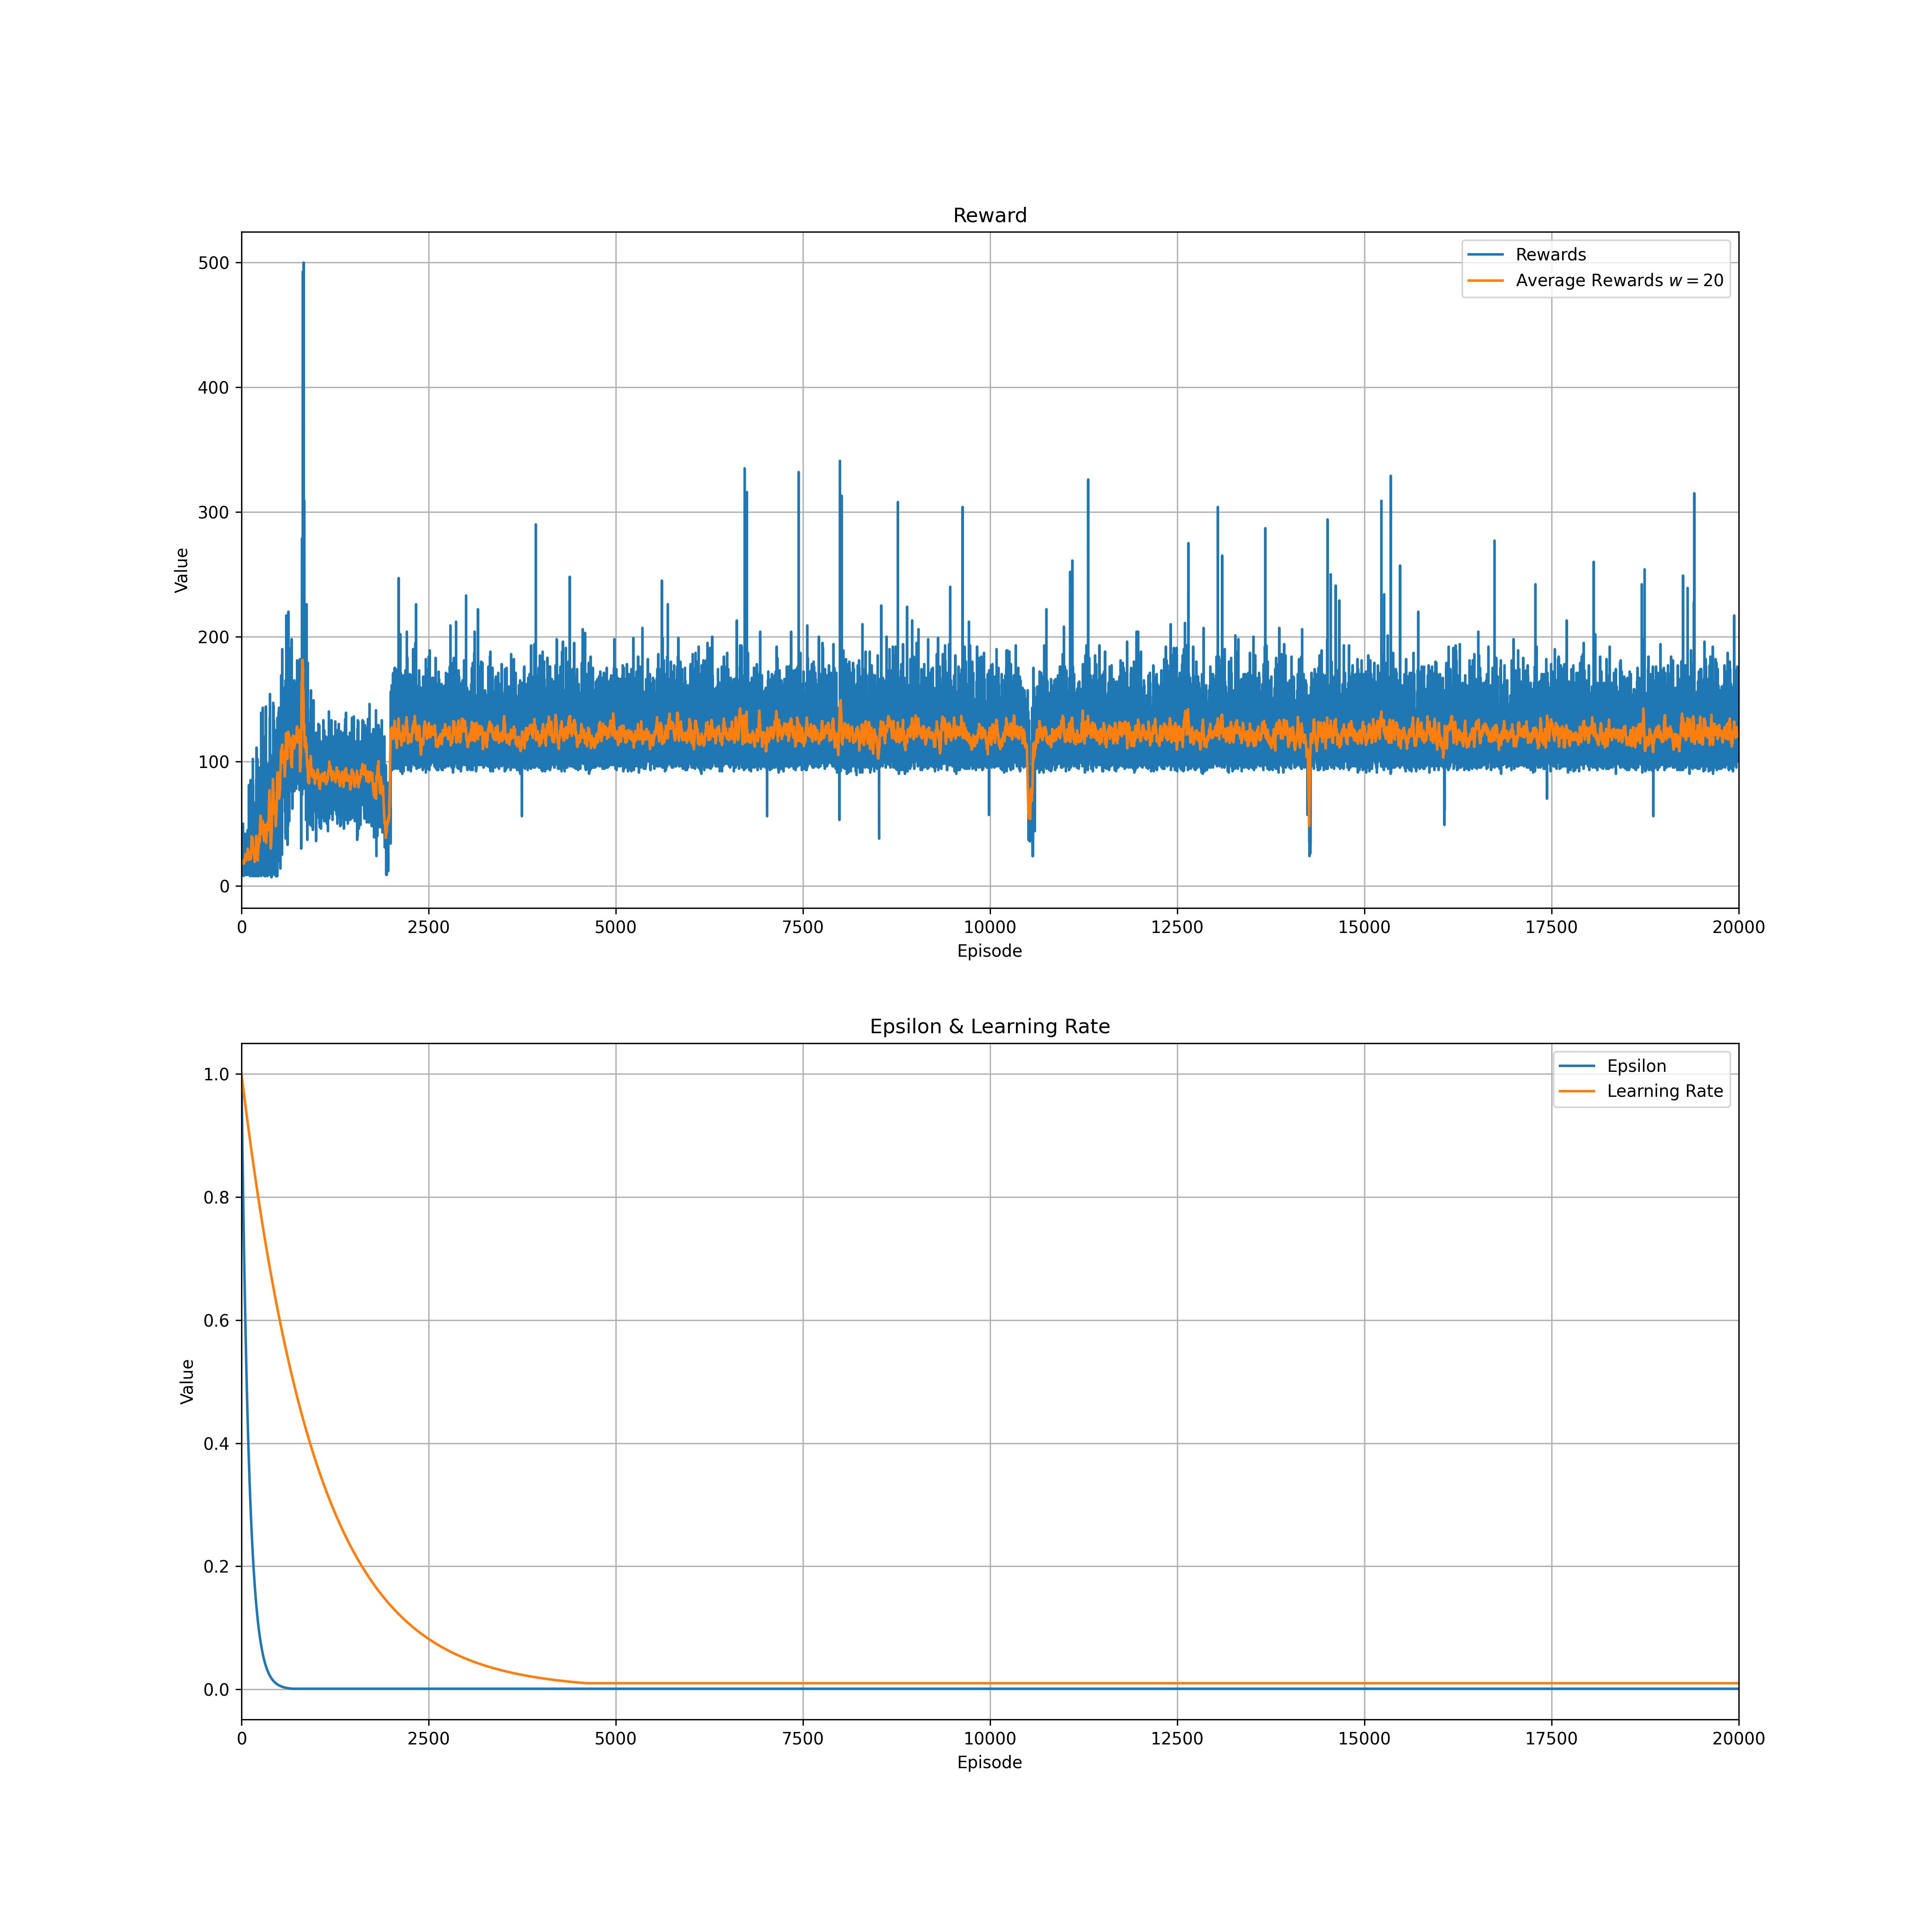 Reward
500
400
300
200
100
0
Value
Rewards
Average Rewards w = 20
0 2500 5000 7500 10000 12500 15000 17500 20000
Episode
Epsilon & Learning Rate
1.0
0.8
0.6
0.4
0.2
0.0
Value
Epsilon
Learning Rate
0 2500 5000 7500 10000 12500 15000 17500 20000
Episode